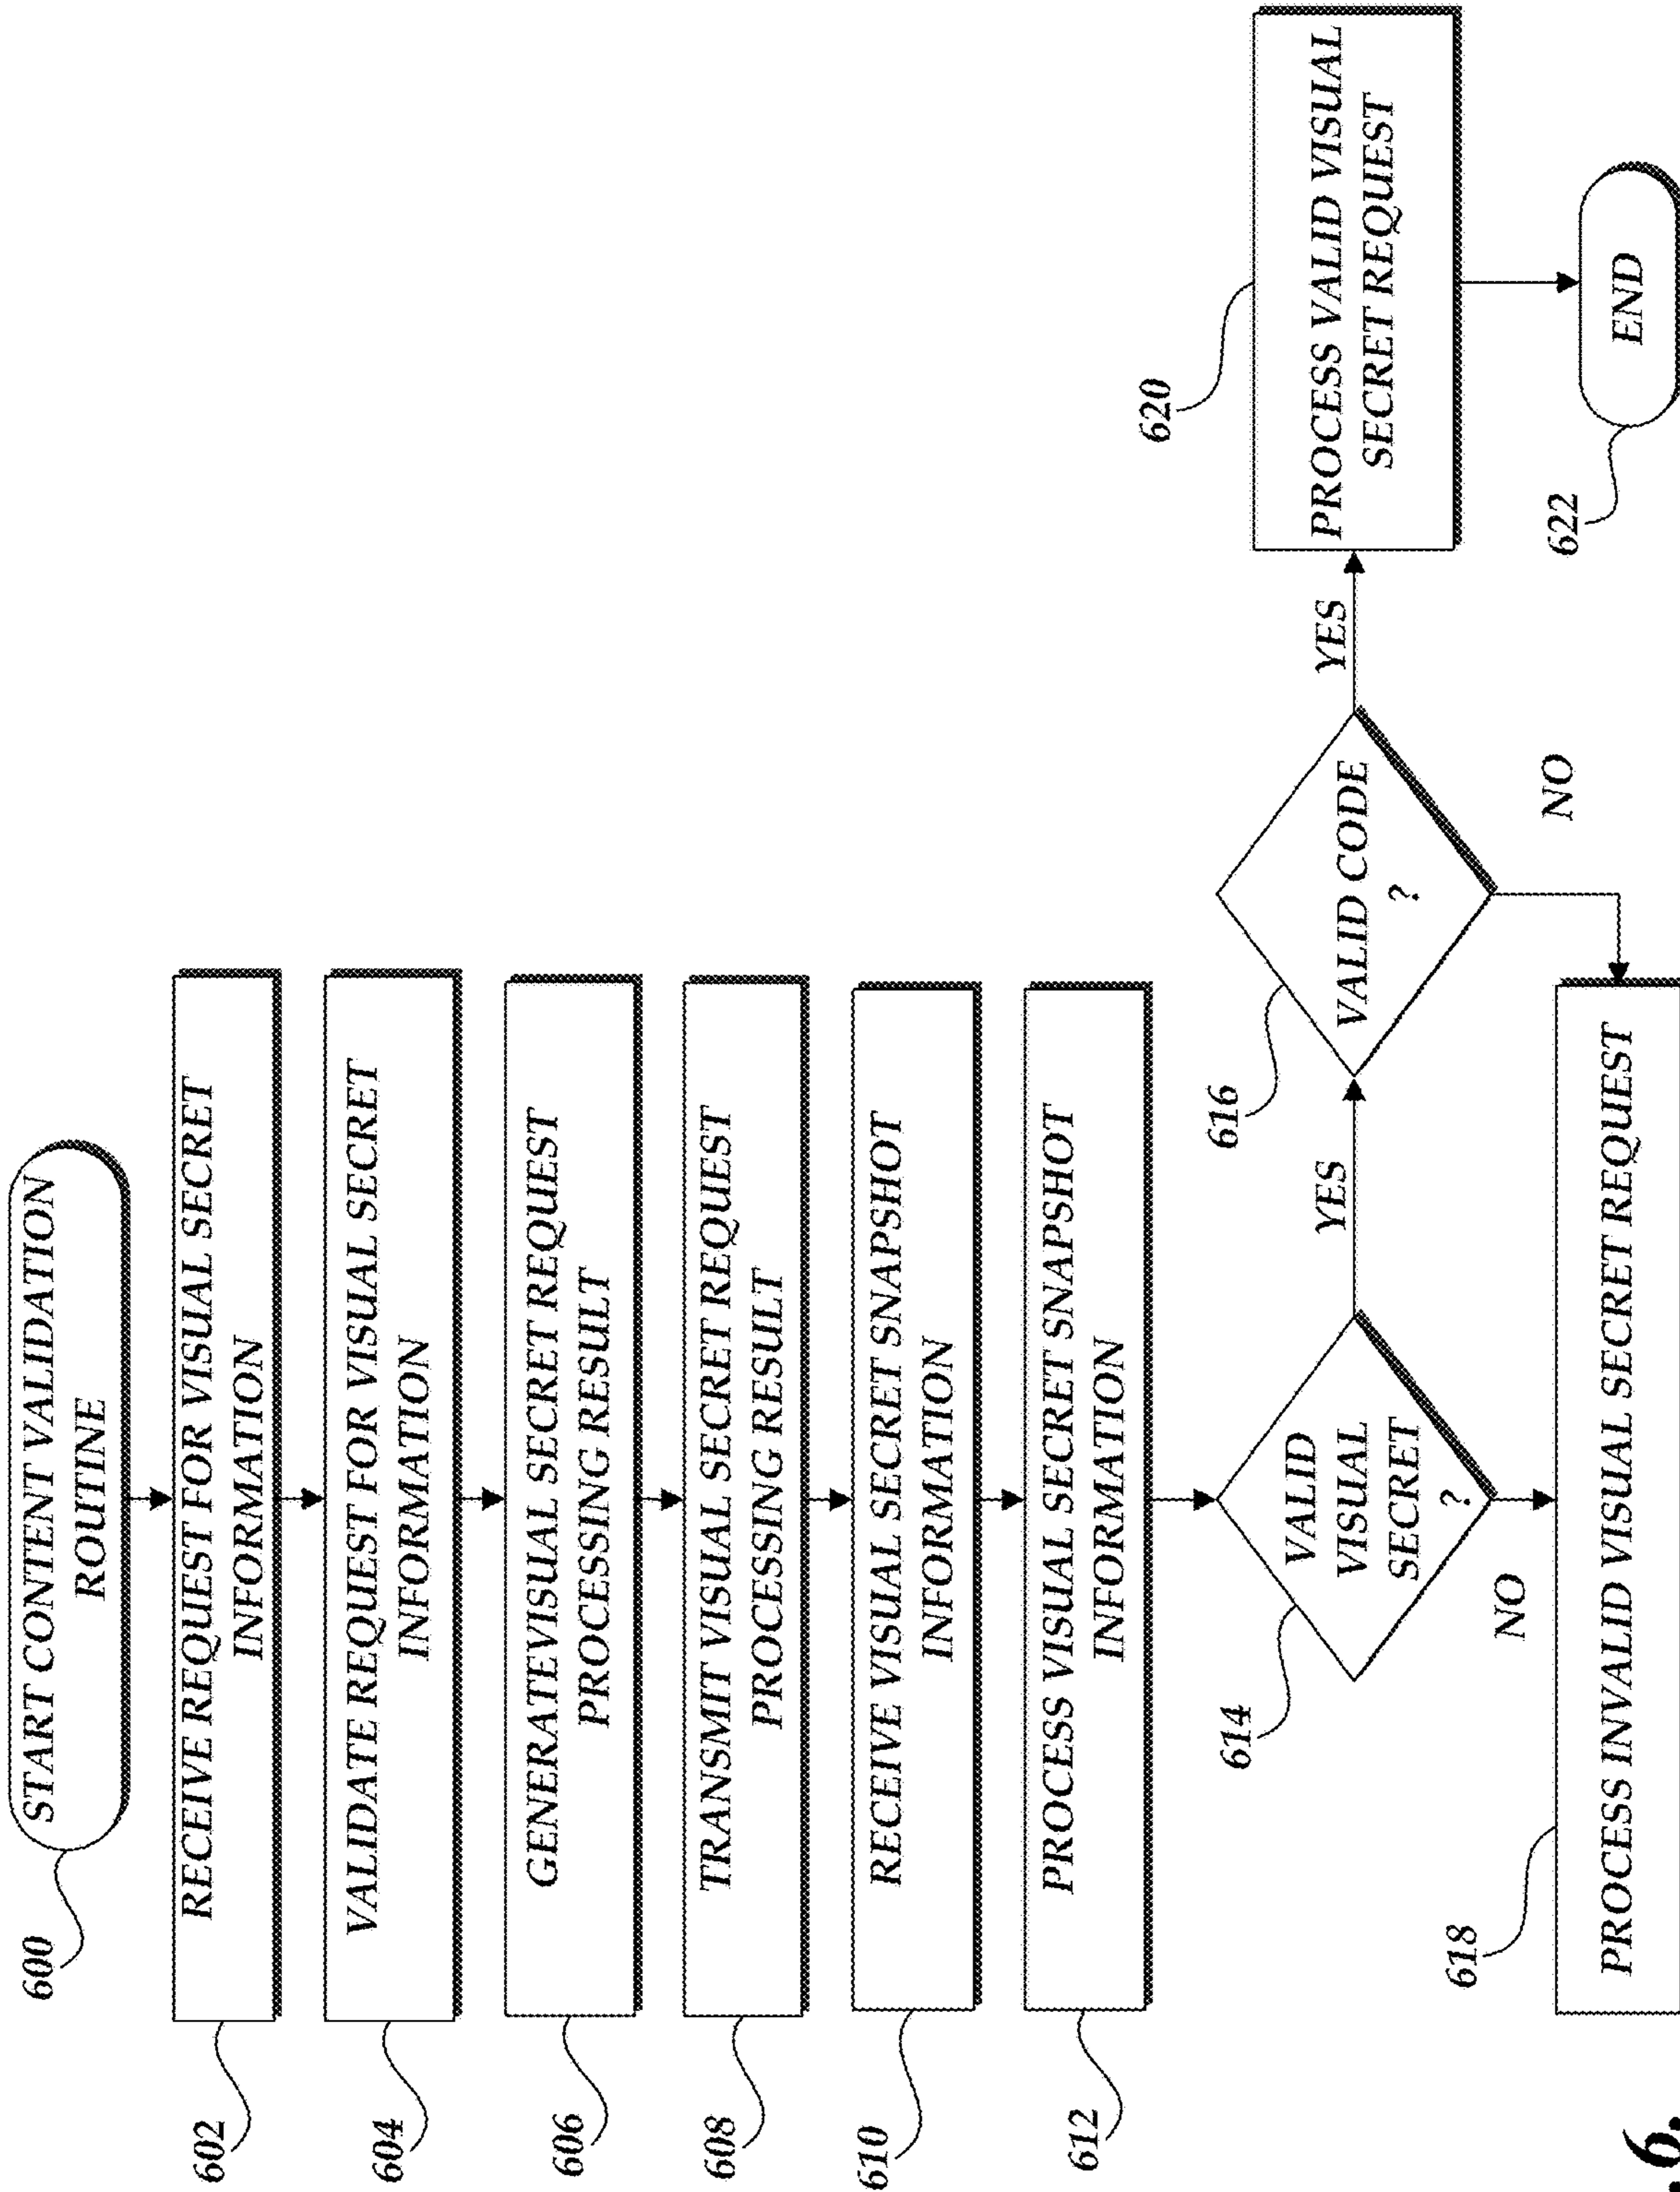 600
START CONTENT VALIDATION
ROUTINE
602
RECEIVE REQUEST FOR VISUAL SECRET
INFORMATION
604
VALIDATE REQUEST FOR VISUAL SECRET
INFORMATION
606
GENERATEVISUAL SECRET REQUEST
PROCESSING RESULT
608
TRANSMIT VISUAL SECRET REQUEST
PROCESSING RESULT
610
RECEIVE VISUAL SECRET SNAPSHOT
INFORMATION
612
PROCESS VISUAL SECRET SNAPSHOT
INFORMATION
614
VALID
VISUAL
SECRET
?
YES
NO
616
VALID CODE
?
YES
NO
620
PROCESS VALID VISUAL
SECRET REQUEST
618
PROCESS INVALID VISUAL SECRET REQUEST
622
END
.6.